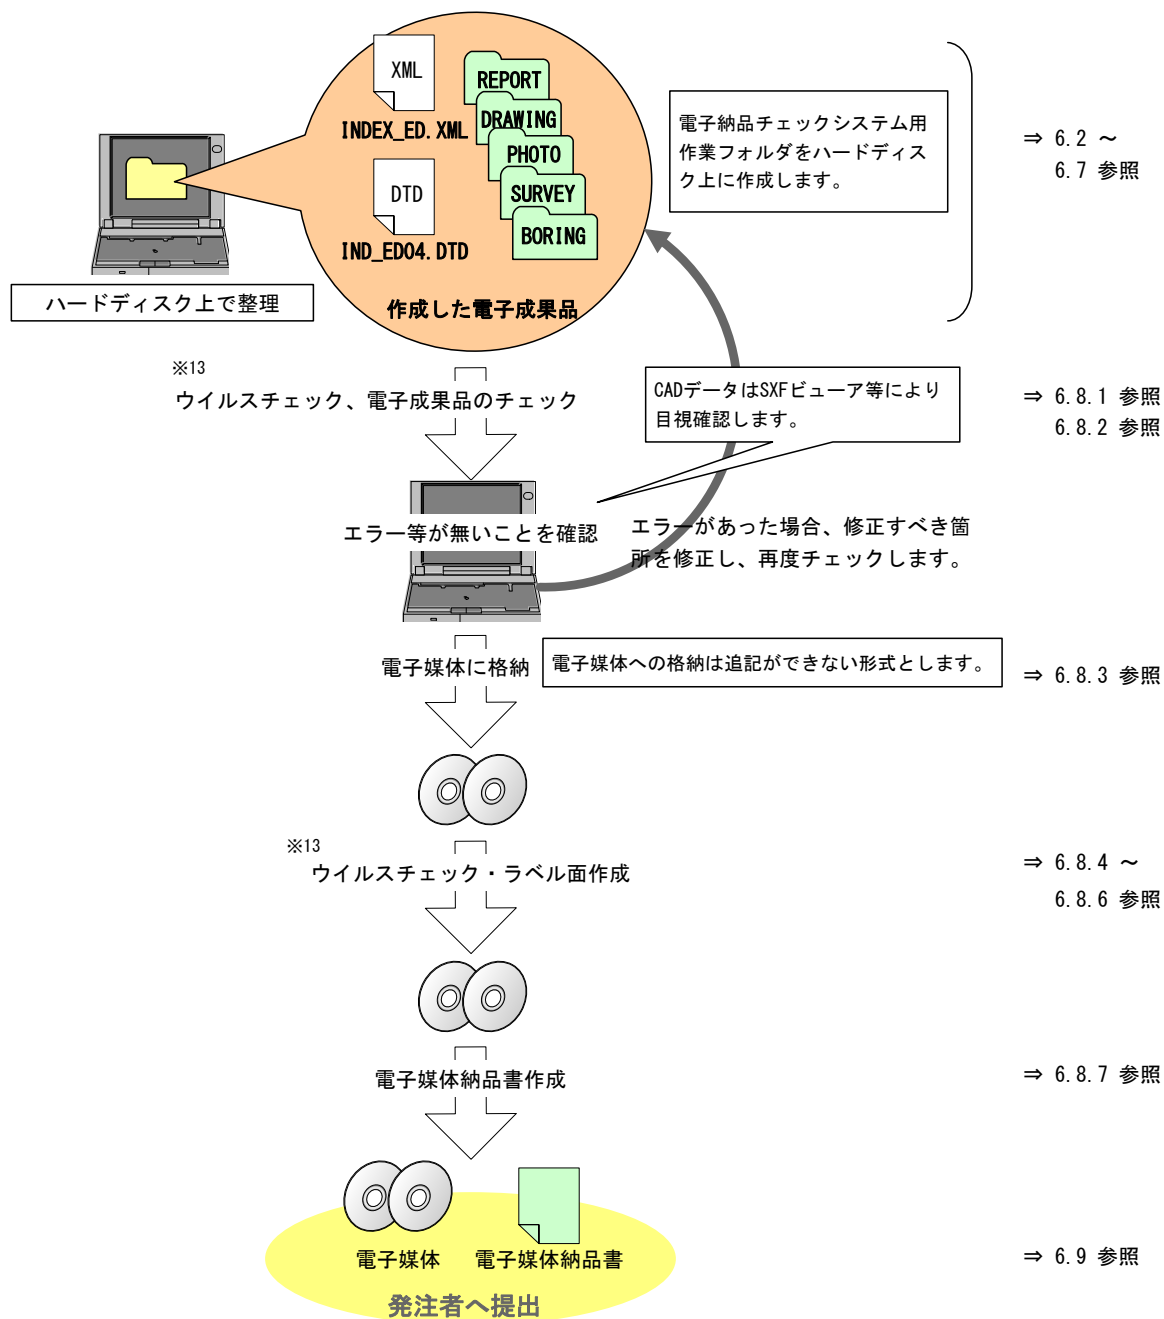 XML
INDEX_ED.XML
DTD
IND_ED04.DTD
REPORT
DRAWING
PHOTO
SURVEY
BORING
作成した電子成果品
ハードディスク上で整理
電子納品チェックシステム用
作業フォルダをハードディス
ク上に作成します。
⇒ 6.2 ～
6.7 参照
※13
ウイルスチェック、電子成果品のチェック
CADデータはSXFビューア等により
目視確認します。
⇒ 6.8.1 参照
6.8.2 参照
エラー等が無いことを確認
エラーがあった場合、修正すべき箇
所を修正し、再度チェックします。
電子媒体に格納
電子媒体への格納は追記ができない形式とします。
⇒ 6.8.3 参照
※13
ウイルスチェック・ラベル面作成
⇒ 6.8.4 ～
6.8.6 参照
電子媒体納品書作成
⇒ 6.8.7 参照
電子媒体
電子媒体納品書
発注者へ提出
⇒ 6.9 参照